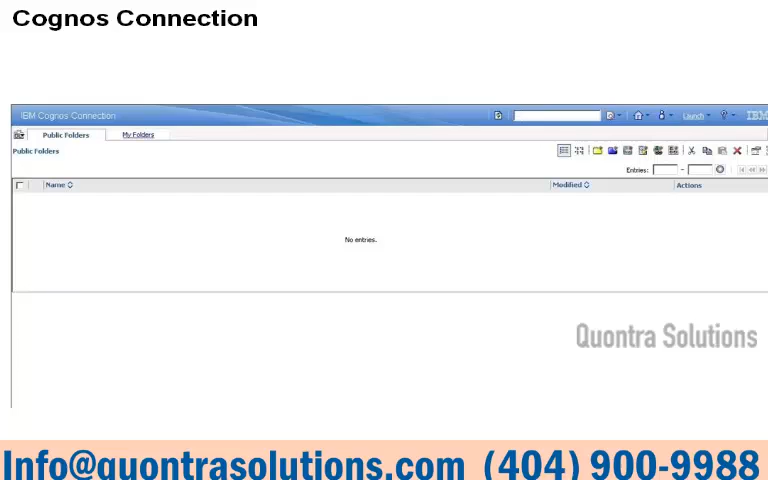 Cognos Connection
IBM Cognos Connection
Launch
IBM
Public Folders My Folders
Public Folders
Entries: -
Name Modified Actions
No entries.
Quontra Solutions
Info@quontrasolutions.com (404) 900-9988